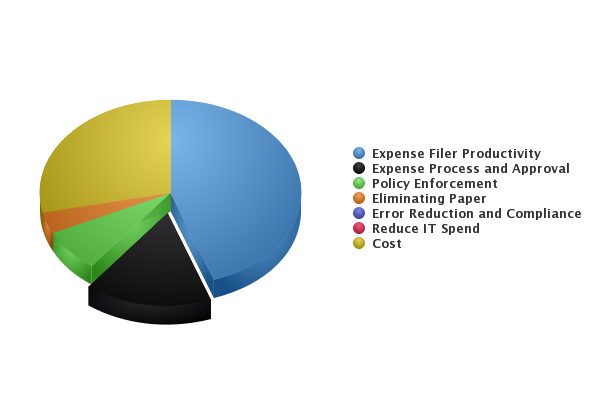 Expense Filer Productivity
Expense Process and Approval
Policy Enforcement
Eliminating Paper
Error Reduction and Compliance
Reduce IT Spend
Cost